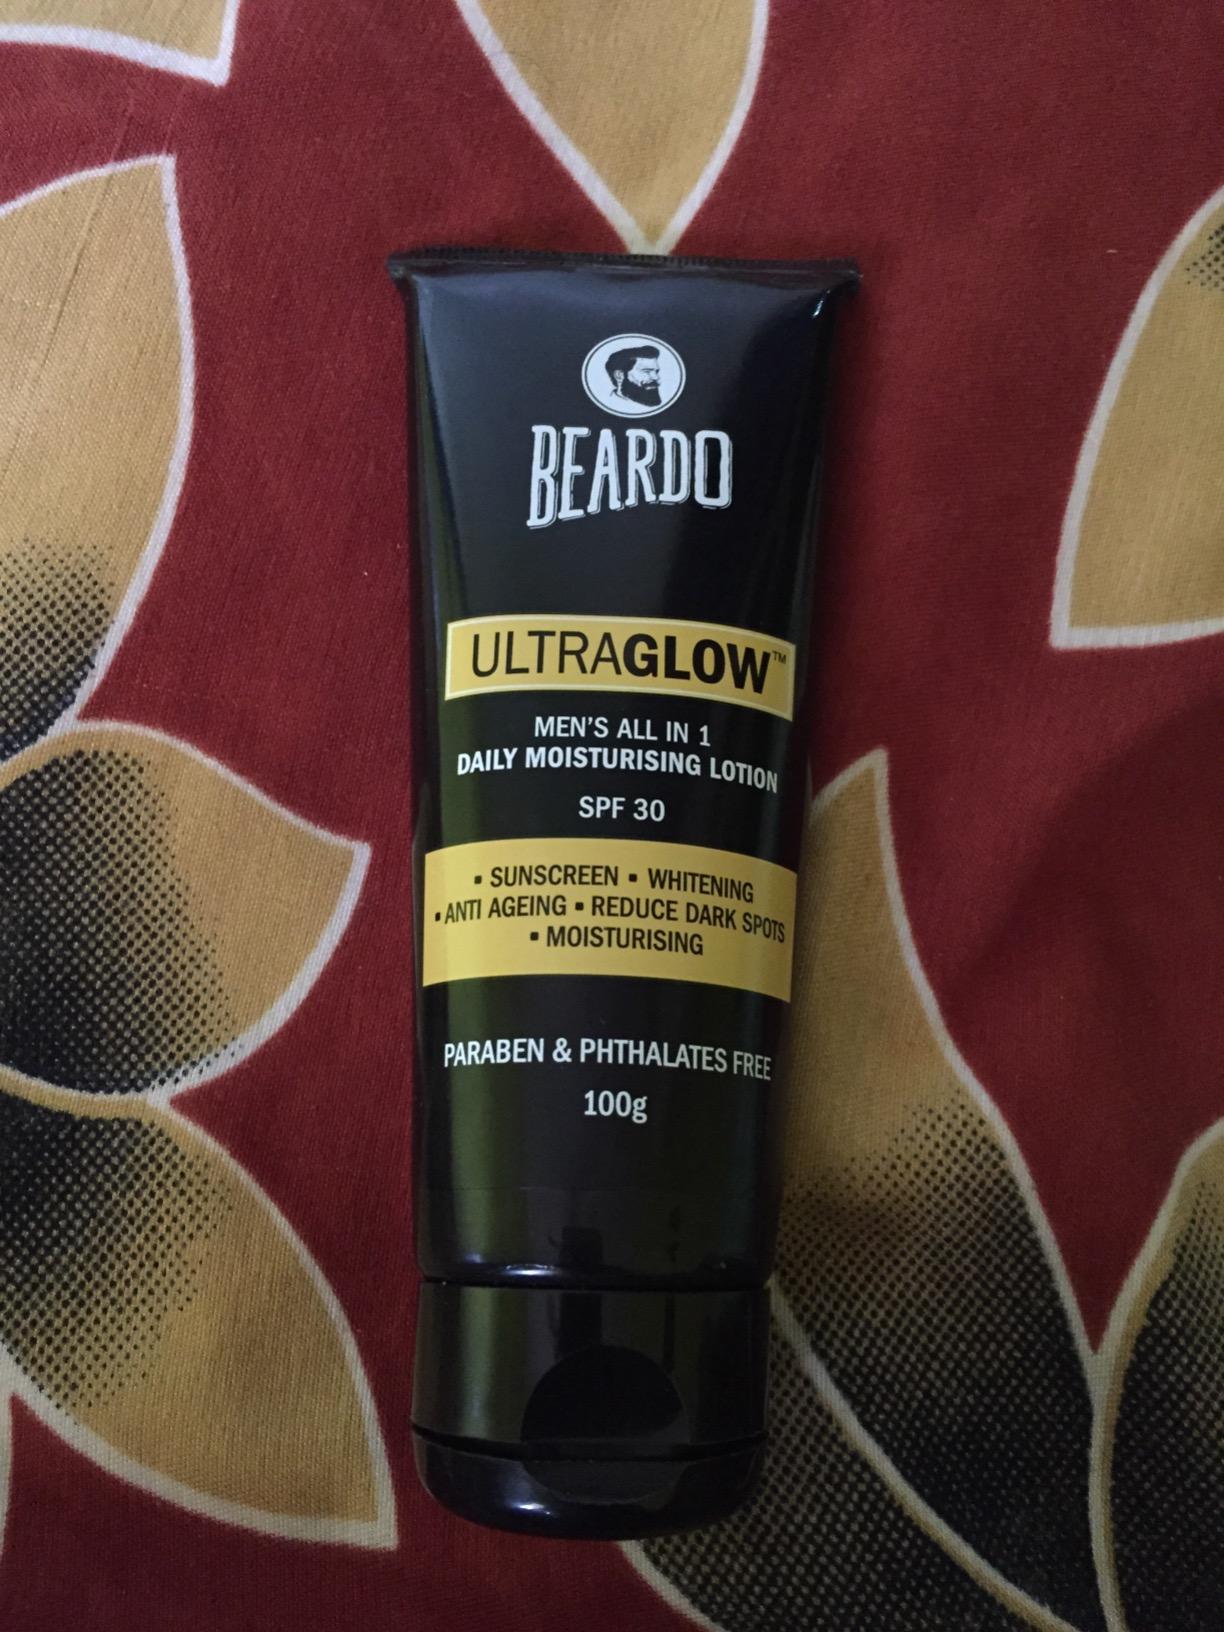 BEARDO
ULTRAGLOW™
MEN'S ALL IN 1
DAILY MOISTURISING LOTION
SPF 30
▪ SUNSCREEN ▪ WHITENING
▪ ANTI AGEING ▪ REDUCE DARK SPOTS
▪ MOISTURISING
PARABEN & PHTHALATES FREE
100g